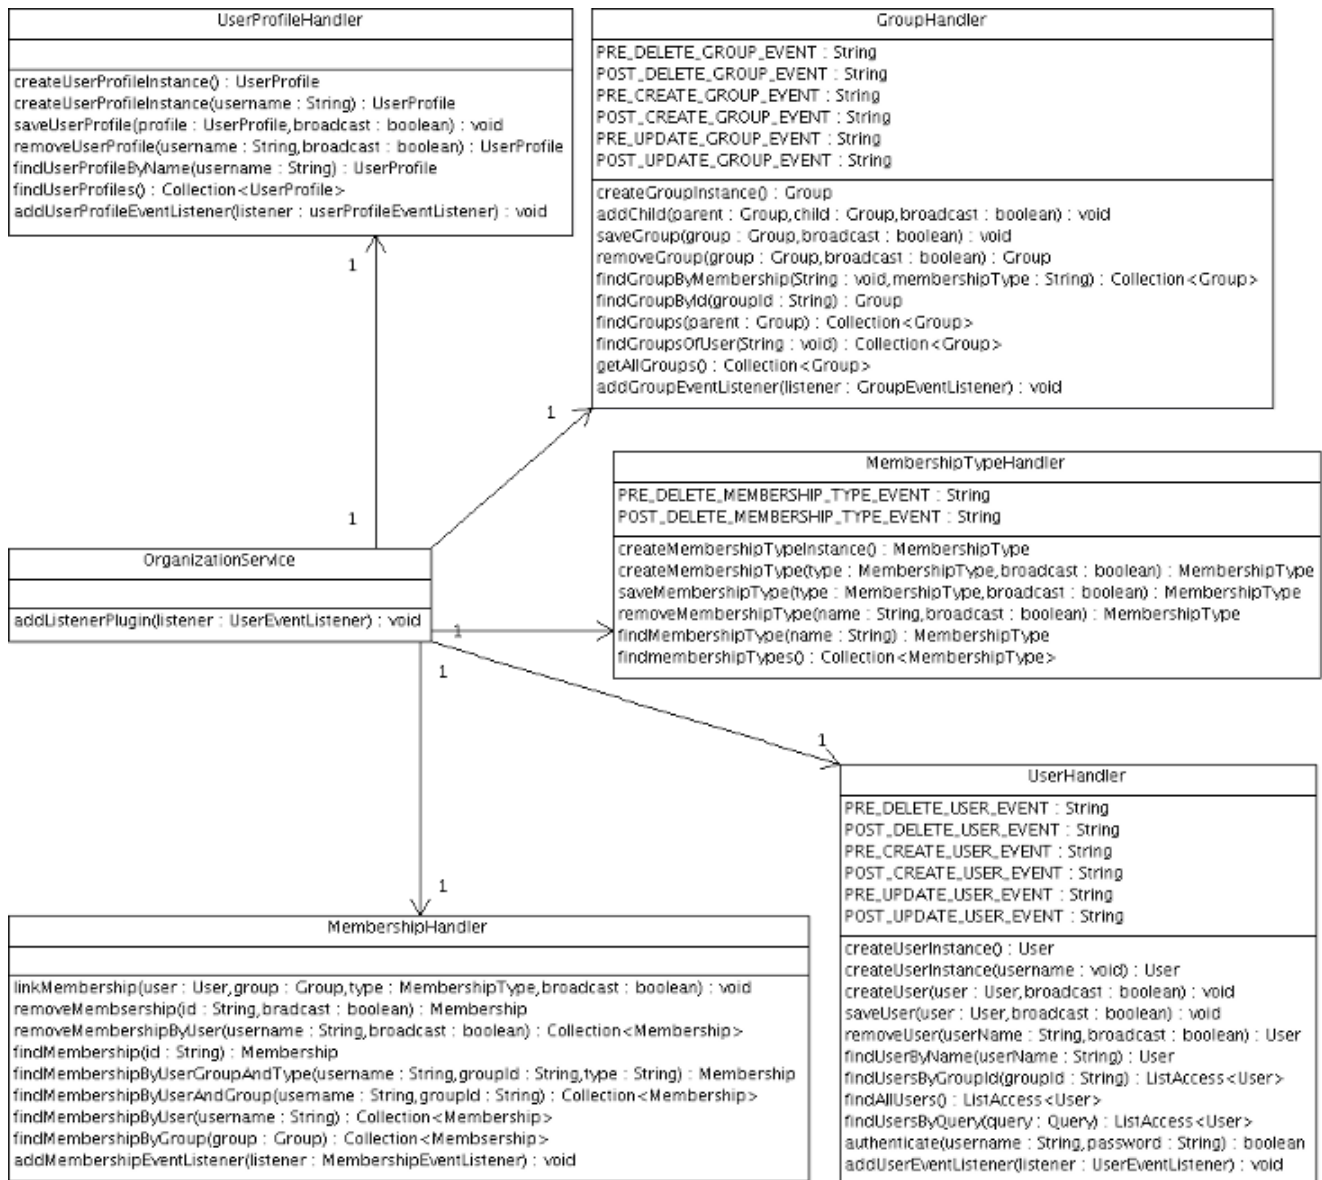 UserProfileHandler
createUserProfileInstance() : UserProfile
createUserProfileInstance(username : String) : UserProfile
saveUserProfile(profile : UserProfile,broadcast : boolean) : void
removeUserProfile(username : String,broadcast : boolean) : UserProfile
findUserProfileByName(username : String) : UserProfile
findUserProfiles() : Collection<UserProfile>
addUserProfileEventListener(listener : userProfileEventListener) : void
GroupHandler
PRE_DELETE_GROUP_EVENT : String
POST_DELETE_GROUP_EVENT : String
PRE_CREATE_GROUP_EVENT : String
POST_CREATE_GROUP_EVENT : String
PRE_UPDATE_GROUP_EVENT : String
POST_UPDATE_GROUP_EVENT : String
createGroupInstance() : Group
addChild(parent : Group,child : Group,broadcast : boolean) : void
saveGroup(group : Group,broadcast : boolean) : void
removeGroup(group : Group,broadcast : boolean) : Group
findGroupByMembership(String : void,membershipType : String) : Collection<Group>
findGroupById(groupId : String) : Group
findGroups(parent : Group) : Collection<Group>
findGroupsOfUser(String : void) : Collection<Group>
getAllGroups() : Collection<Group>
addGroupEventListener(listener : GroupEventListener) : void
1
1
1
MembershipTypeHandler
PRE_DELETE_MEMBERSHIP_TYPE_EVENT : String
POST_DELETE_MEMBERSHIP_TYPE_EVENT : String
createMembershipTypeInstance() : MembershipType
createMembershipType(type : MembershipType,broadcast : boolean) : MembershipType
saveMembershipType(type : MembershipType,broadcast : boolean) : MembershipType
removeMembershipType(name : String,broadcast : boolean) : MembershipType
findMembershipType(name : String) : MembershipType
findmembershipTypes() : Collection<MembershipType>
OrganizationService
addListenerPlugin(listener : UserEventListener) : void
1
1
1
1
UserHandler
PRE_DELETE_USER_EVENT : String
POST_DELETE_USER_EVENT : String
PRE_CREATE_USER_EVENT : String
POST_CREATE_USER_EVENT : String
PRE_UPDATE_USER_EVENT : String
POST_UPDATE_USER_EVENT : String
createUserInstance() : User
createUserInstance(username : void) : User
createUser(user : User,broadcast : boolean) : void
saveUser(user : User,broadcast : boolean) : void
removeUser(userName : String,broadcast : boolean) : User
findUserByName(userName : String) : User
findUsersByGroupId(groupId : String) : ListAccess<User>
findAllUsers() : ListAccess<User>
findUsersByQuery(query : Query) : ListAccess<User>
authenticate(username : String,password : String) : boolean
addUserEventListener(listener : UserEventListener) : void
MembershipHandler
linkMembership(user : User,group : Group,type : MembershipType,broadcast : boolean) : void
removeMembsership(id : String,bradcast : boolean) : Membership
removeMembershipByUser(username : String,broadcast : boolean) : Collection<Membership>
findMembership(id : String) : Membership
findMembershipByUserGroupAndType(username : String,groupId : String,type : String) : Membership
findMembershipByUserAndGroup(username : String,groupId : String) : Collection<Membership>
findMembershipByUser(username : String) : Collection<Membership>
findMembershipByGroup(group : Group) : Collection<Membsership>
addMembershipEventListener(listener : MembershipEventListener) : void